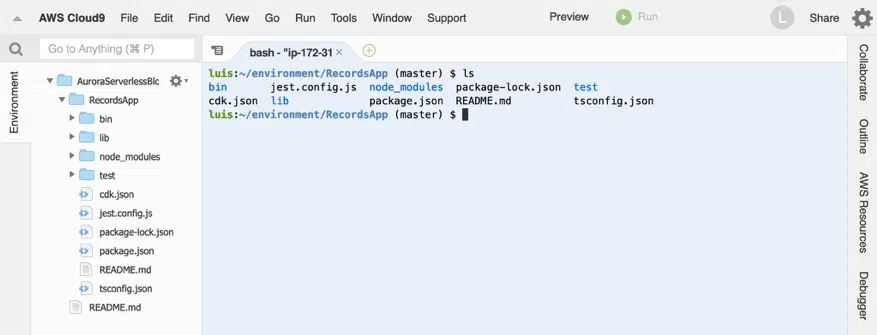 AWS Cloud9 File Edit Find View Go Run Tools Window Support Preview Run L Share
Go to Anything (⌘ P)
bash - "ip-172-31
Environment
AuroraServerlessBlc
RecordsApp
bin
lib
node_modules
test
cdk.json
jest.config.js
package-lock.json
package.json
README.md
tsconfig.json
README.md
luis:~/environment/RecordsApp (master) $ ls
bin jest.config.js node_modules package-lock.json test
cdk.json lib package.json README.md tsconfig.json
luis:~/environment/RecordsApp (master) $
Collaborate
Outline
AWS Resources
Debugger